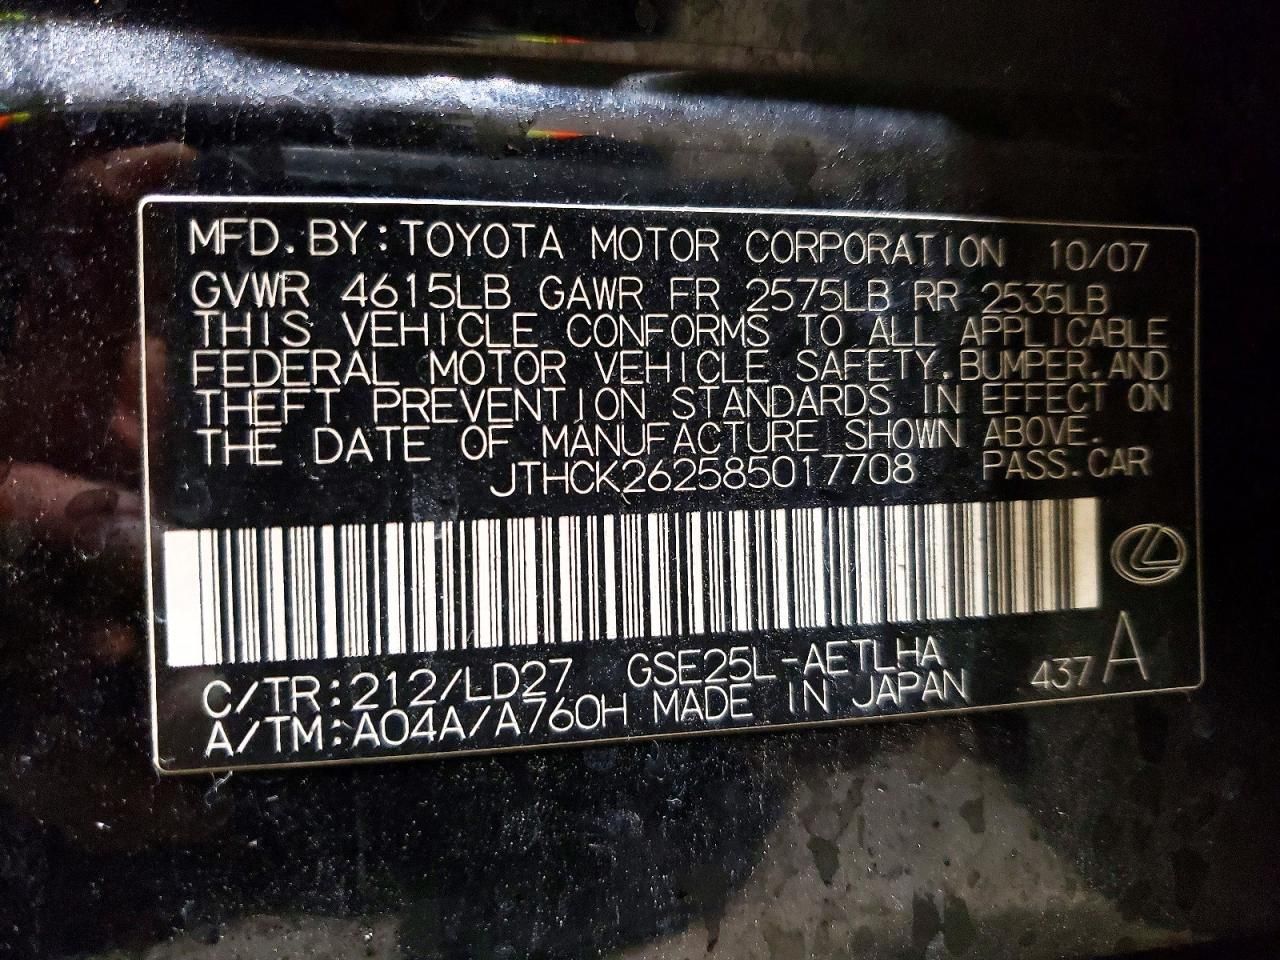 MFD. BY: TOYOTA MOTOR CORPORATION 10/07
GVWR 4615LB GAWR FR 2575LB RR 2535LB
THIS VEHICLE CONFORMS TO ALL APPLICABLE
FEDERAL MOTOR VEHICLE SAFETY, BUMPER, AND
THEFT PREVENTION STANDARDS IN EFFECT ON
THE DATE OF MANUFACTURE SHOWN ABOVE.
JTHCK262585017708 PASS. CAR
C/TR: 212/LD27 GSE25L-AETLHA
A/TM: A04A/A760H MADE IN JAPAN 437 A